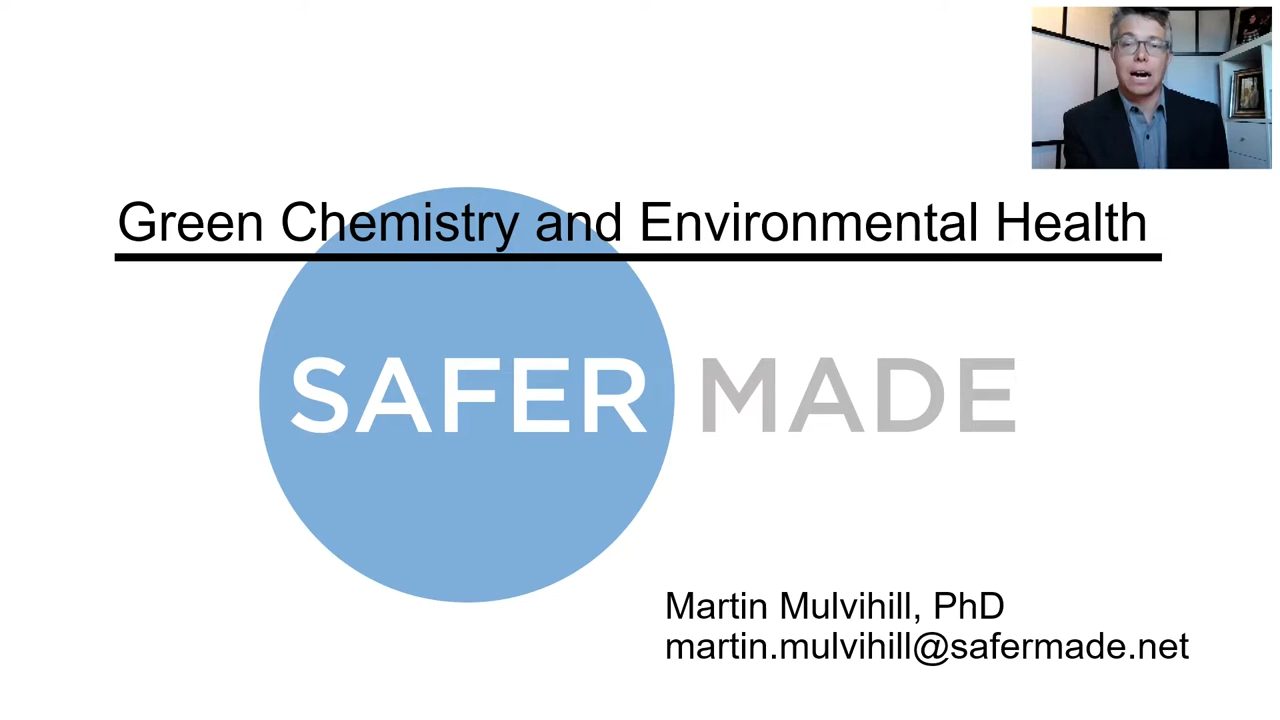 Green Chemistry and Environmental Health
SAFER MADE
Martin Mulvihill, PhD
martin.mulvihill@safermade.net